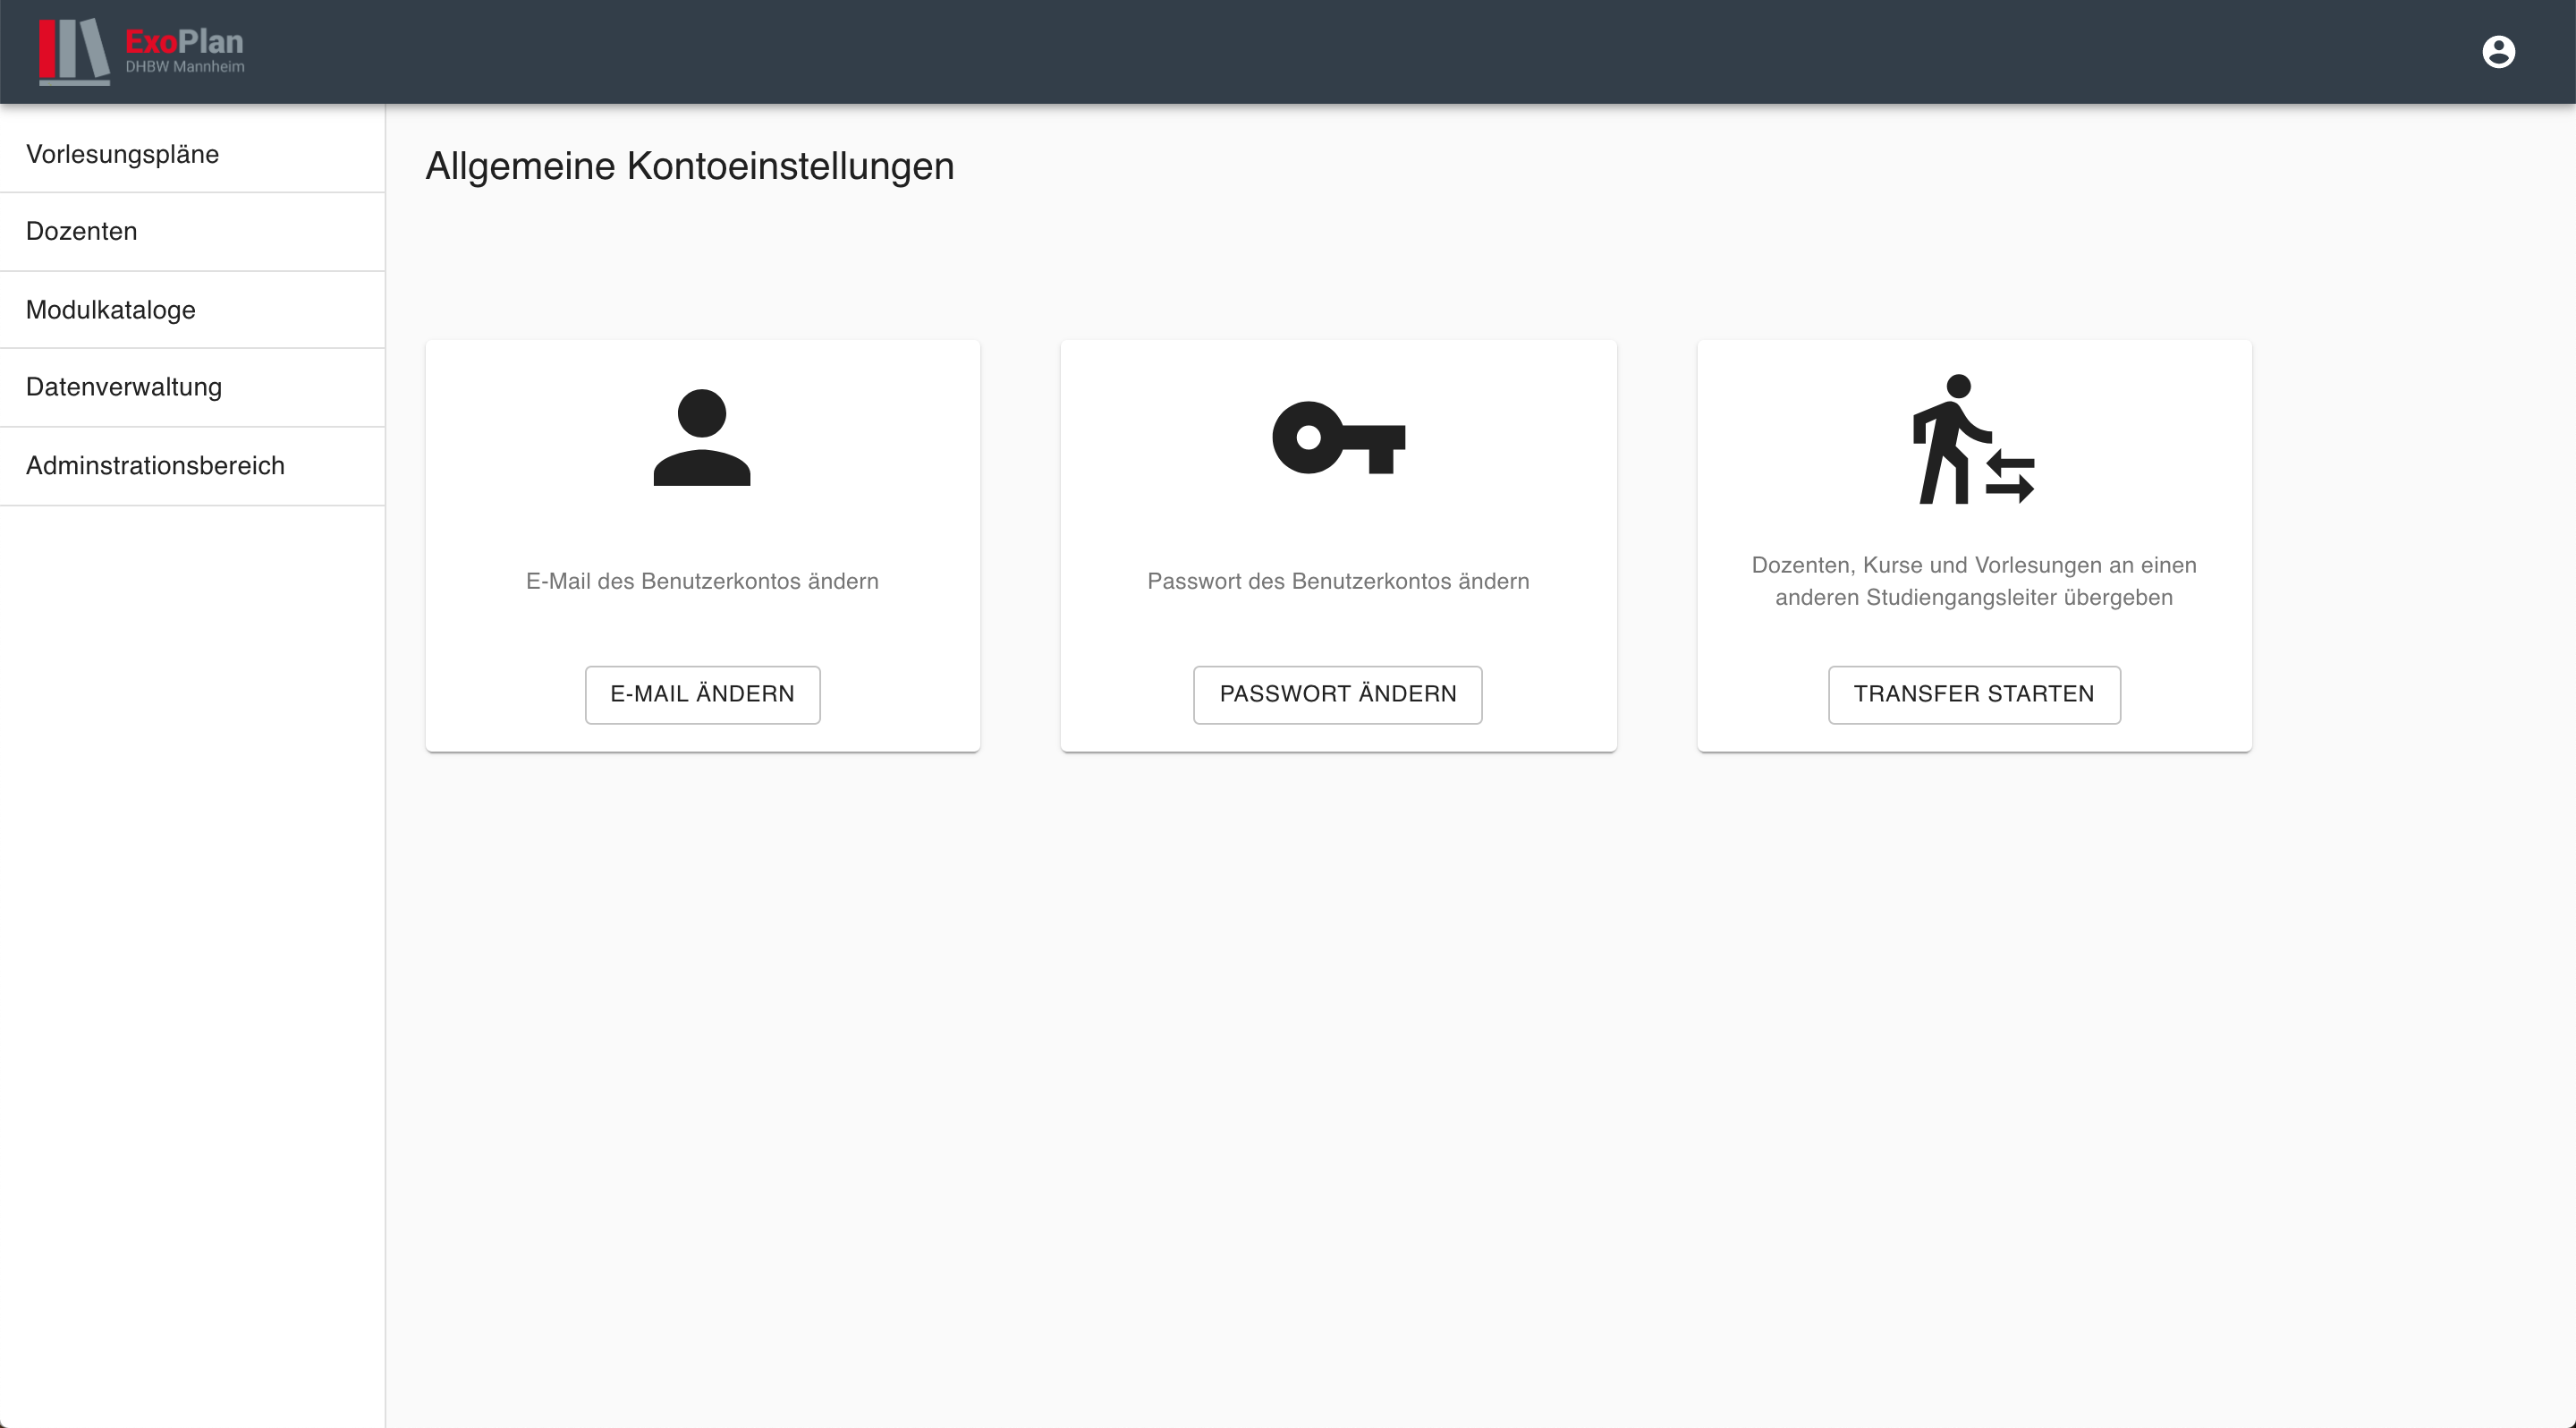 ExoPlan
DHBW Mannheim
Vorlesungspläne
Dozenten
Modulkataloge
Datenverwaltung
Adminstrationsbereich
Allgemeine Kontoeinstellungen
E-Mail des Benutzerkontos ändern
E-MAIL ÄNDERN
Passwort des Benutzerkontos ändern
PASSWORT ÄNDERN
Dozenten, Kurse und Vorlesungen an einen
anderen Studiengangsleiter übergeben
TRANSFER STARTEN